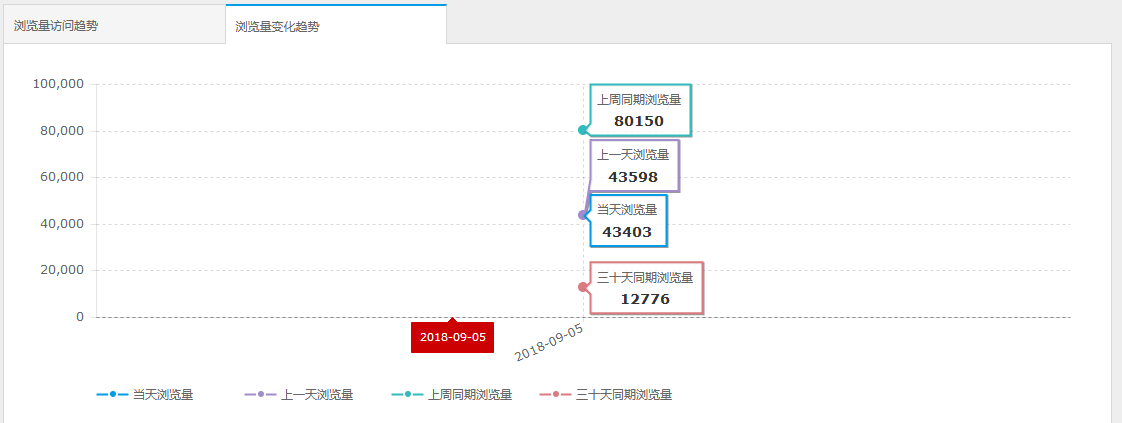 浏览量访问趋势
浏览量变化趋势
100,000
80,000
60,000
40,000
20,000
0
上周同期浏览量
80150
上一天浏览量
43598
当天浏览量
43403
三十天同期浏览量
12776
2018-09-05
2018-09-05
当天浏览量
上一天浏览量
上周同期浏览量
三十天同期浏览量